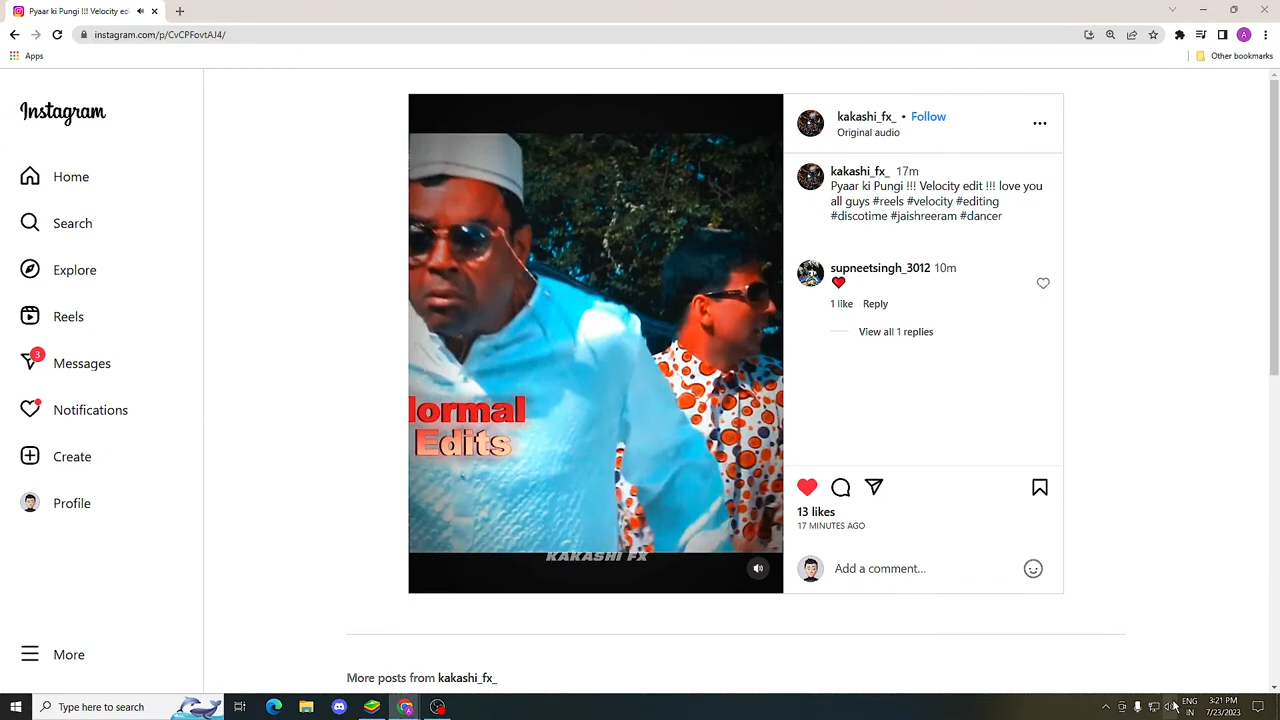 Pyaar ki Pungi !!! Velocity edi
instagram.com/p/CvCPFovtAJ4/
Apps
Other bookmarks
A
Instagram
Home
Search
Explore
Reels
3
Messages
Notifications
Create
Profile
More
Normal
Edits
KAKASHI FX
kakashi_fx_ • Follow
Original audio
kakashi_fx_ 17m
Pyaar ki Pungi !!! Velocity edit !!! love you
all guys #reels #velocity #editing
#discotime #jaishreeram #dancer
supneetsingh_3012 10m
❤️
1 like Reply
View all 1 replies
13 likes
17 MINUTES AGO
Add a comment...
More posts from kakashi_fx_
Type here to search
ENG
IN
3:21 PM
7/23/2023